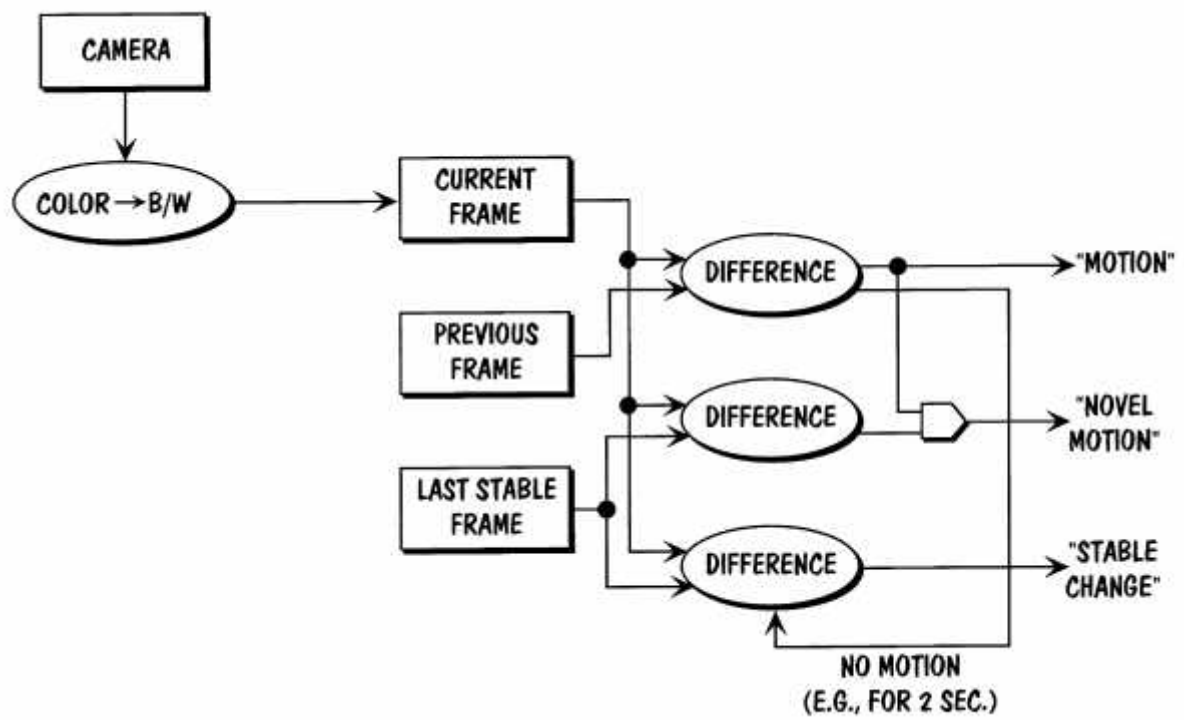 CAMERA
COLOR → B/W
CURRENT
FRAME
DIFFERENCE
"MOTION"
PREVIOUS
FRAME
DIFFERENCE
"NOVEL
MOTION"
LAST STABLE
FRAME
DIFFERENCE
"STABLE
CHANGE"
NO MOTION
(E.G., FOR 2 SEC.)